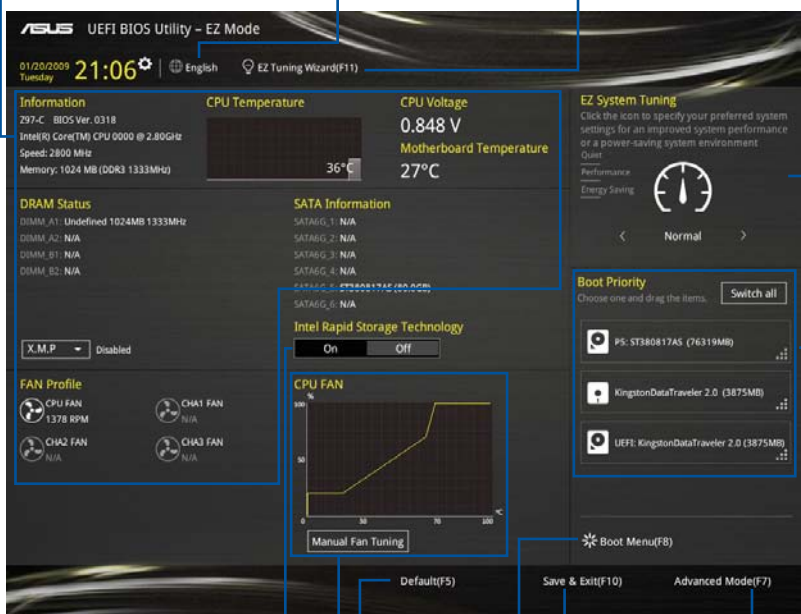 ASUS UEFI BIOS Utility – EZ Mode
01/20/2009
Tuesday
21:06
English
EZ Tuning Wizard(F11)
Information
Z97-C BIOS Ver. 0318
Intel(R) Core(TM) CPU 0000 @ 2.80GHz
Speed: 2800 MHz
Memory: 1024 MB (DDR3 1333MHz)
CPU Temperature
36°C
CPU Voltage
0.848 V
Motherboard Temperature
27°C
EZ System Tuning
Click the icon to specify your preferred system
settings for an improved system performance
or a power-saving system environment
Quiet
Performance
Energy Saving
< Normal >
DRAM Status
DIMM_A1: Undefined 1024MB 1333MHz
DIMM_A2: N/A
DIMM_B1: N/A
DIMM_B2: N/A
X.M.P Disabled
SATA Information
SATA6G_1: N/A
SATA6G_2: N/A
SATA6G_3: N/A
SATA6G_4: N/A
SATA6G_5: ST380817AS (80.0GB)
SATA6G_6: N/A
Intel Rapid Storage Technology
On Off
Boot Priority
Choose one and drag the items.
Switch all
P5: ST380817AS (76319MB)
KingstonDataTraveler 2.0 (3875MB)
UEFI: KingstonDataTraveler 2.0 (3875MB)
FAN Profile
CPU FAN
1378 RPM
CHA1 FAN
N/A
CHA2 FAN
N/A
CHA3 FAN
N/A
CPU FAN
%
100
50
0 30 70 100
°C
Manual Fan Tuning
Boot Menu(F8)
Default(F5)
Save & Exit(F10)
Advanced Mode(F7)